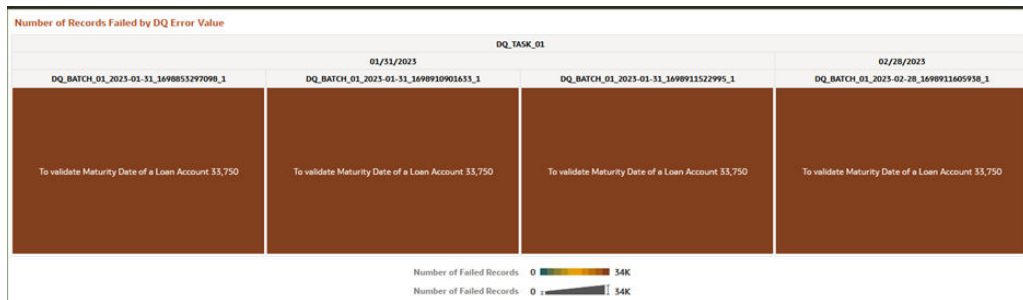 Number of Records Failed by DQ Error Value
DQ_TASK_01
01/31/2023 02/28/2023
DQ_BATCH_01_2023-01-31_1698853297098_1 DQ_BATCH_01_2023-01-31_1698910901633_1 DQ_BATCH_01_2023-01-31_1698911522995_1 DQ_BATCH_01_2023-02-28_1698911605938_1
To validate Maturity Date of a Loan Account 33,750 To validate Maturity Date of a Loan Account 33,750 To validate Maturity Date of a Loan Account 33,750 To validate Maturity Date of a Loan Account 33,750
Number of Failed Records 0 34K
Number of Failed Records 0 34K